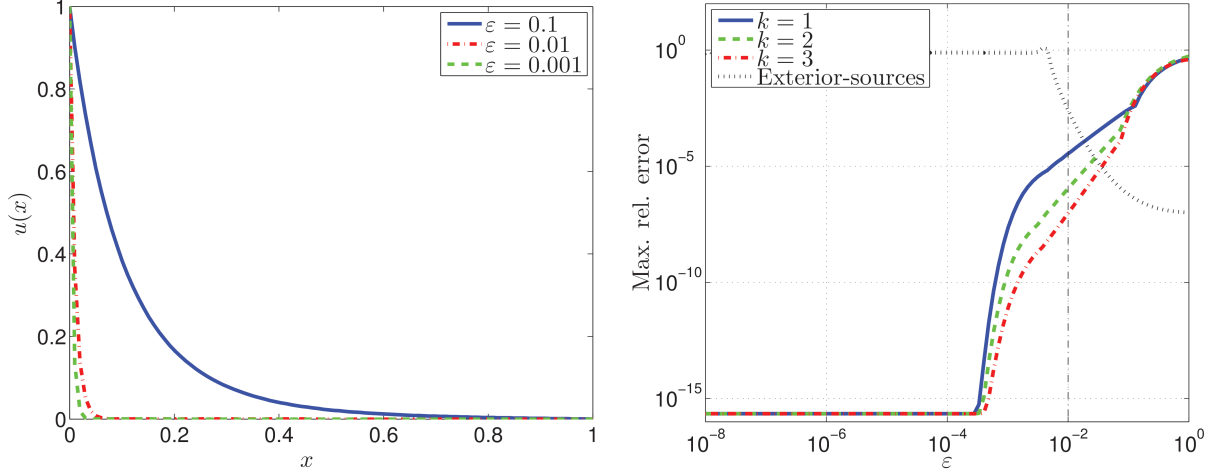 1
0.8
0.6
0.4
0.2
0
u(x)
0 0.2 0.4 0.6 0.8 1
x
ε = 0.1
ε = 0.01
ε = 0.001
Max. rel. error
10^0
10^-5
10^-10
10^-15
10^-8 10^-6 10^-4 10^-2 10^0
ε
k = 1
k = 2
k = 3
Exterior-sources